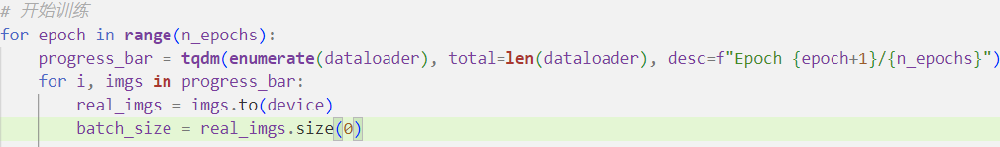 # 开始训练
for epoch in range(n_epochs):
    progress_bar = tqdm(enumerate(dataloader), total=len(dataloader), desc=f"Epoch {epoch+1}/{n_epochs}")
    for i, imgs in progress_bar:
        real_imgs = imgs.to(device)
        batch_size = real_imgs.size(0)